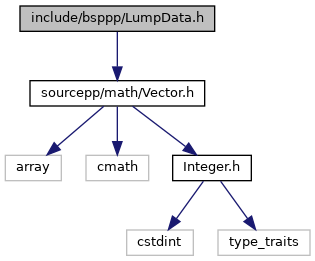 include/bsppp/LumpData.h
sourcepp/math/Vector.h
array
cmath
Integer.h
cstdint
type_traits